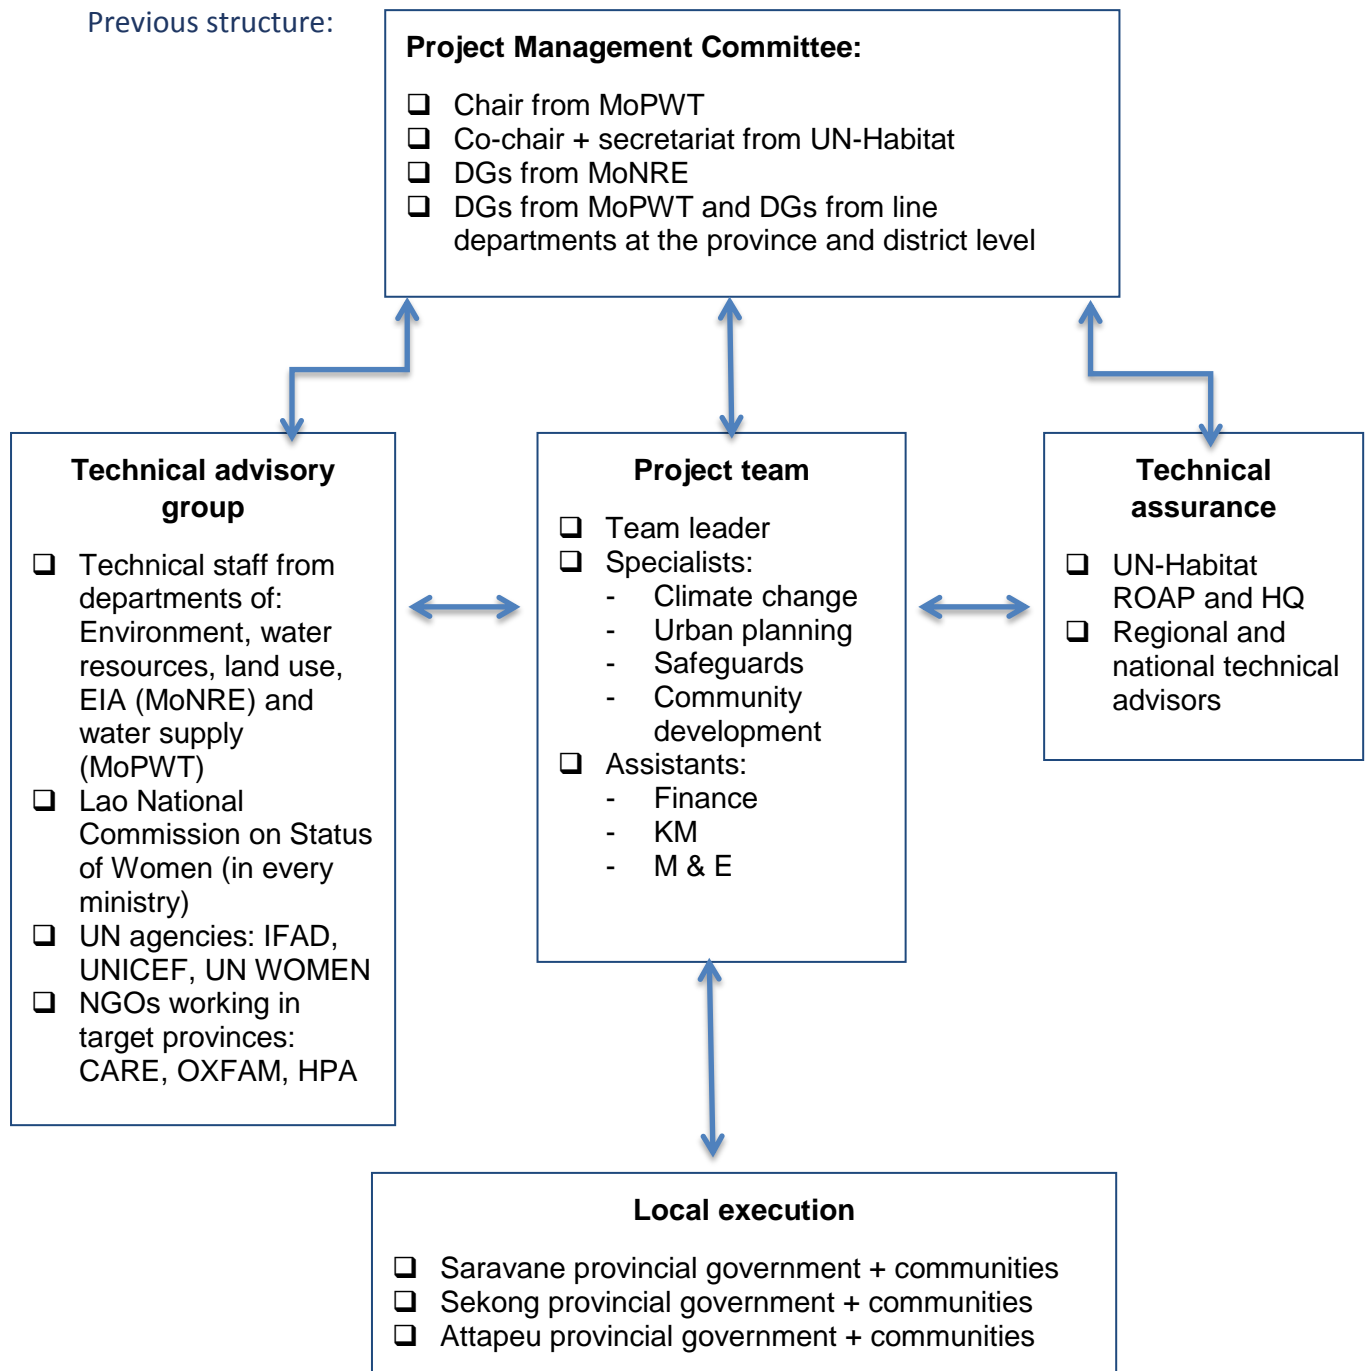 Previous structure:
Project Management Committee:
❑ Chair from MoPWT
❑ Co-chair + secretariat from UN-Habitat
❑ DGs from MoNRE
❑ DGs from MoPWT and DGs from line
departments at the province and district level
Technical advisory
group
❑ Technical staff from
departments of:
Environment, water
resources, land use,
EIA (MoNRE) and
water supply
(MoPWT)
❑ Lao National
Commission on Status
of Women (in every
ministry)
❑ UN agencies: IFAD,
UNICEF, UN WOMEN
❑ NGOs working in
target provinces:
CARE, OXFAM, HPA
Project team
❑ Team leader
❑ Specialists:
- Climate change
- Urban planning
- Safeguards
- Community
development
❑ Assistants:
- Finance
- KM
- M & E
Technical
assurance
❑ UN-Habitat
ROAP and HQ
❑ Regional and
national technical
advisors
Local execution
❑ Saravane provincial government + communities
❑ Sekong provincial government + communities
❑ Attapeu provincial government + communities